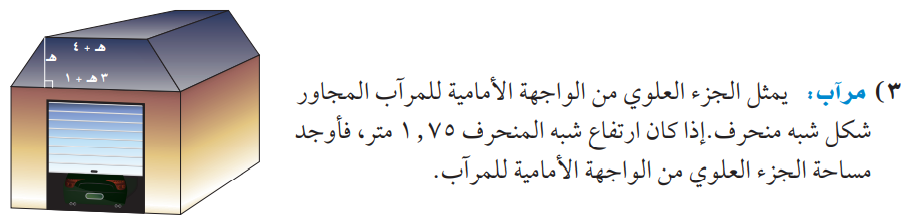 ٣) مرآب: يمثل الجزء العلوي من الواجهة الأمامية للمرآب المجاور
شكل شبه منحرف.إذا كان ارتفاع شبه المنحرف ١,٧٥ متر، فأوجد
مساحة الجزء العلوي من الواجهة الأمامية للمرآب.
هـ + ٤
هـ
٣ هـ + ١